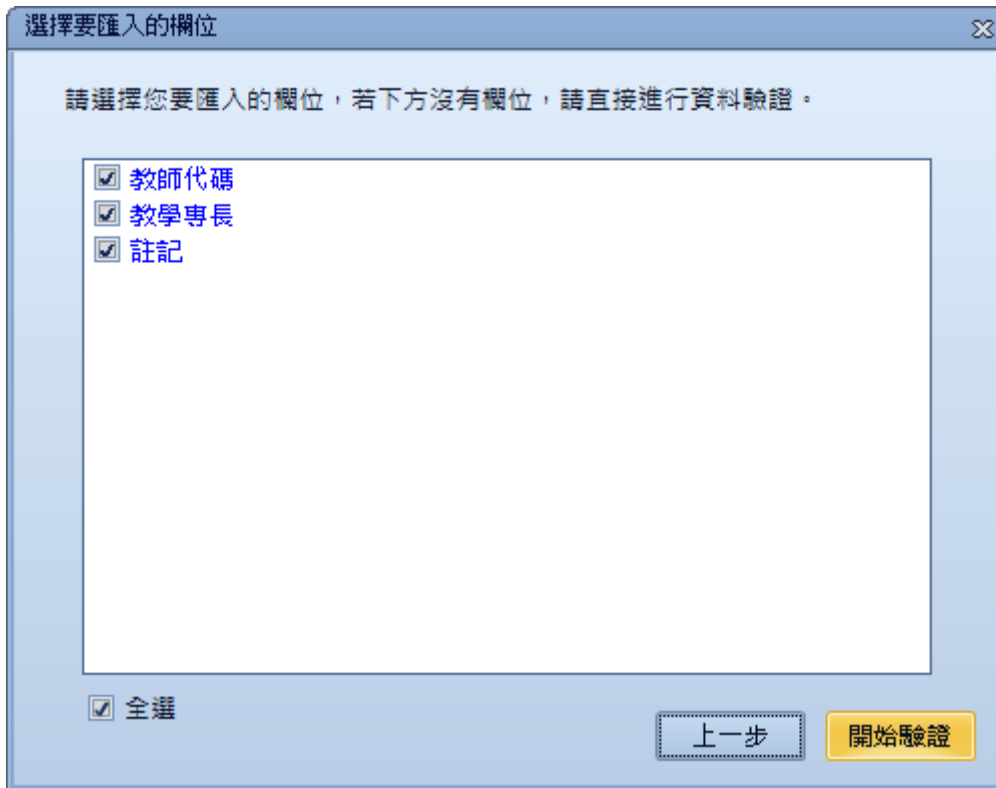 選擇要匯入的欄位
請選擇您要匯入的欄位，若下方沒有欄位，請直接進行資料驗證。
教師代碼
教學專長
註記
全選
上一步
開始驗證